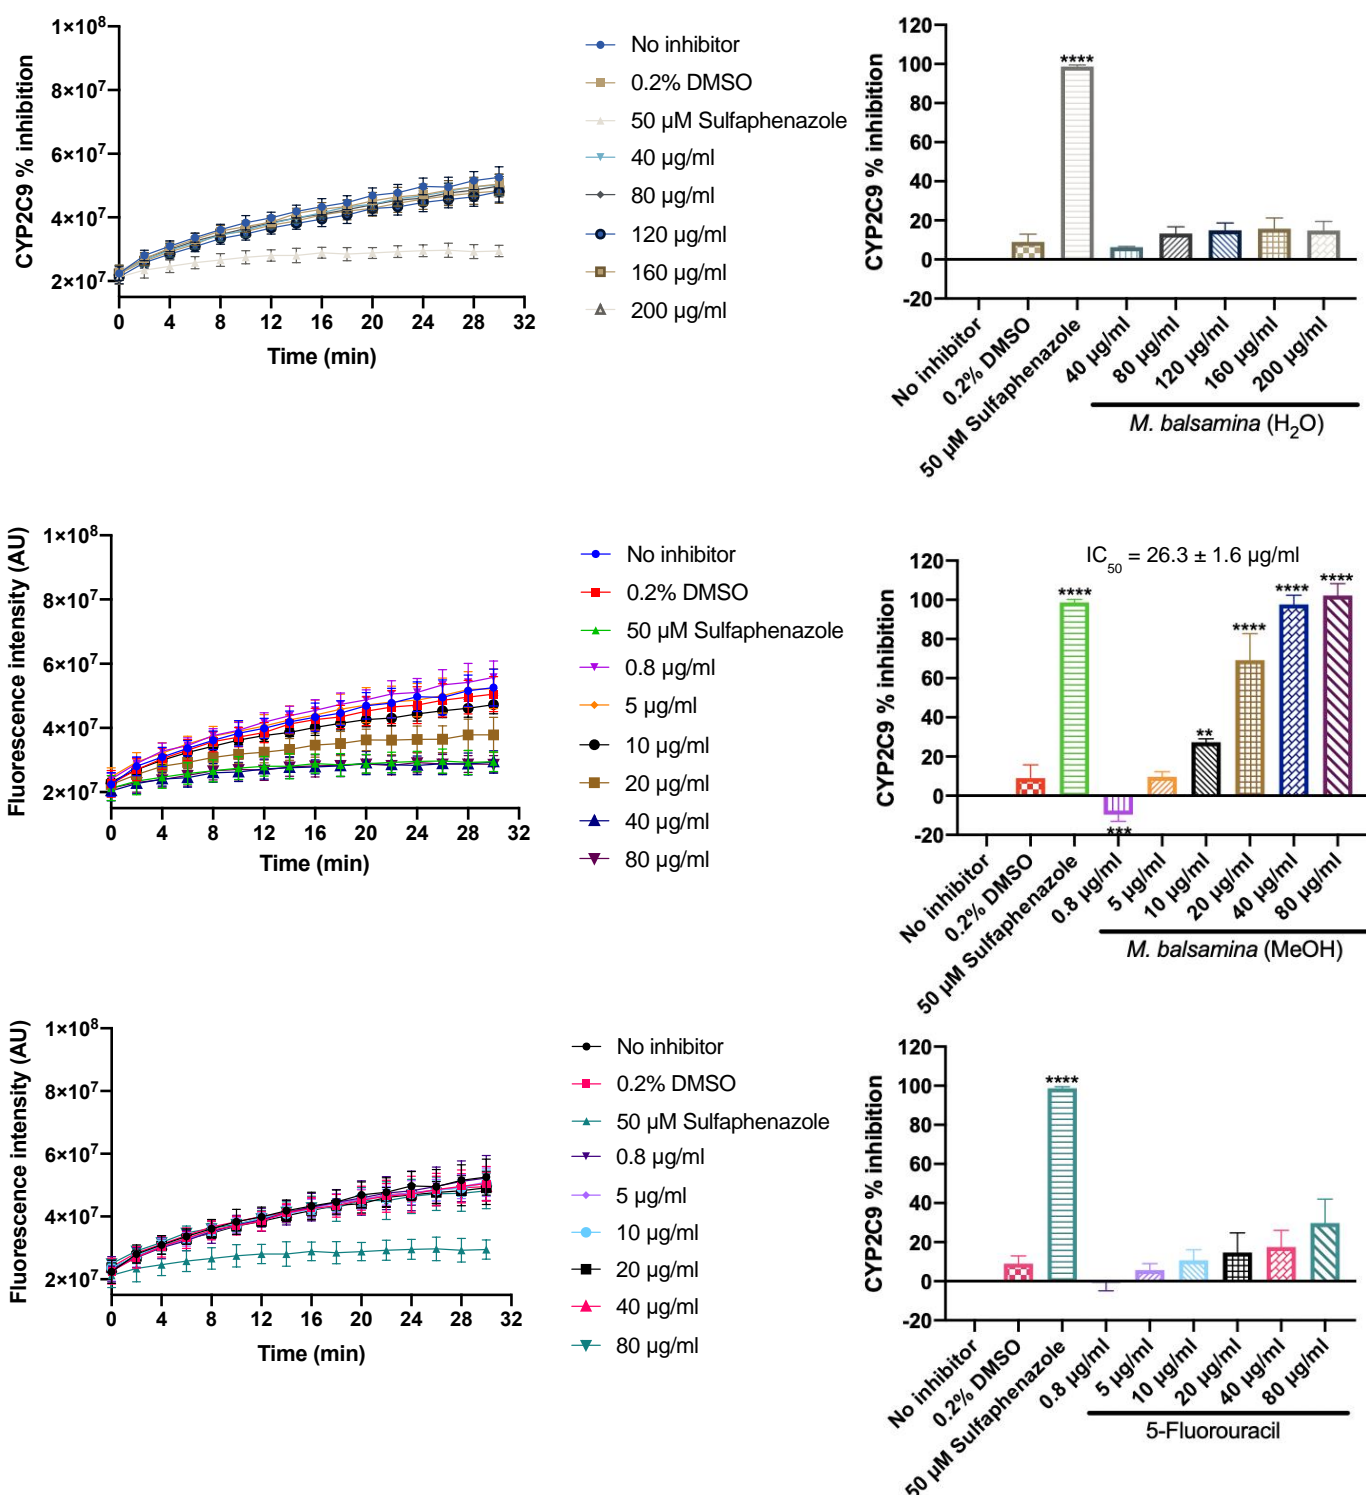 1×10⁸
8×10⁷
6×10⁷
4×10⁷
2×10⁷
CYP2C9 % inhibition
0 4 8 12 16 20 24 28 32
Time (min)
No inhibitor
0.2% DMSO
50 µM Sulfaphenazole
40 µg/ml
80 µg/ml
120 µg/ml
160 µg/ml
200 µg/ml
CYP2C9 % inhibition
120
100
80
60
40
20
0
-20
****
No inhibitor
0.2% DMSO
50 µM Sulfaphenazole
40 µg/ml
80 µg/ml
120 µg/ml
160 µg/ml
200 µg/ml
M. balsamina (H₂O)
Fluorescence intensity (AU)
1×10⁸
8×10⁷
6×10⁷
4×10⁷
2×10⁷
0 4 8 12 16 20 24 28 32
Time (min)
No inhibitor
0.2% DMSO
50 µM Sulfaphenazole
0.8 µg/ml
5 µg/ml
10 µg/ml
20 µg/ml
40 µg/ml
80 µg/ml
IC₅₀ = 26.3 ± 1.6 µg/ml
CYP2C9 % inhibition
120
100
80
60
40
20
0
-20
****
***
**
****
****
****
No inhibitor
0.2% DMSO
50 µM Sulfaphenazole
0.8 µg/ml
5 µg/ml
10 µg/ml
20 µg/ml
40 µg/ml
80 µg/ml
M. balsamina (MeOH)
Fluorescence intensity (AU)
1×10⁸
8×10⁷
6×10⁷
4×10⁷
2×10⁷
0 4 8 12 16 20 24 28 32
Time (min)
No inhibitor
0.2% DMSO
50 µM Sulfaphenazole
0.8 µg/ml
5 µg/ml
10 µg/ml
20 µg/ml
40 µg/ml
80 µg/ml
CYP2C9 % inhibition
120
100
80
60
40
20
0
-20
****
No inhibitor
0.2% DMSO
50 µM Sulfaphenazole
0.8 µg/ml
5 µg/ml
10 µg/ml
20 µg/ml
40 µg/ml
80 µg/ml
5-Fluorouracil